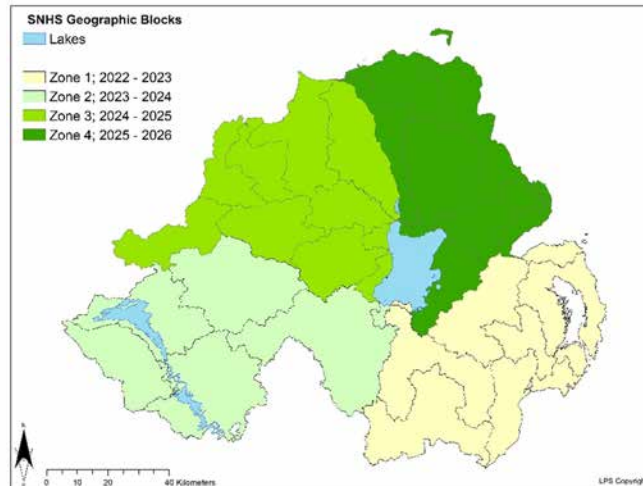 SNHS Geographic Blocks
Lakes
Zone 1; 2022 - 2023
Zone 2; 2023 - 2024
Zone 3; 2024 - 2025
Zone 4; 2025 - 2026
0 10 20 40 Kilometers
LPS Copyright